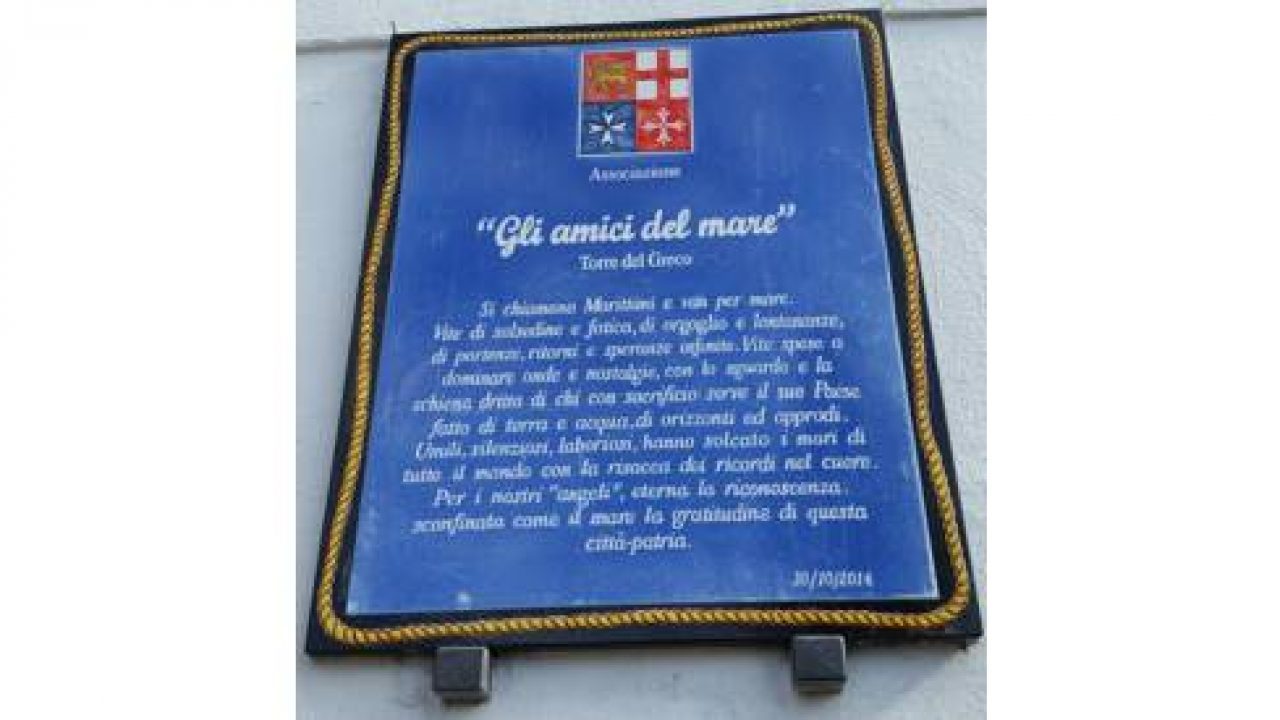 Associazione
"Gli amici del mare"
Torre del Greco
Si chiamano Marittimi e van per mare.
Vite di salsedine e fatica, di orgoglio e lontananze,
di partenze, ritorni e speranze infinite. Vite spese a
dominare onde e nostalgie, con lo sguardo e la
schiena dritta di chi con sacrificio serve il suo Paese
fatto di terra e acqua, di orizzonti ed approdi.
Umili, silenziosi, laboriosi, hanno solcato i mari di
tutto il mondo con la risacca dei ricordi nel cuore.
Per i nostri "angeli", eterna la riconoscenza,
sconfinata come il mare la gratitudine di questa
città-patria.